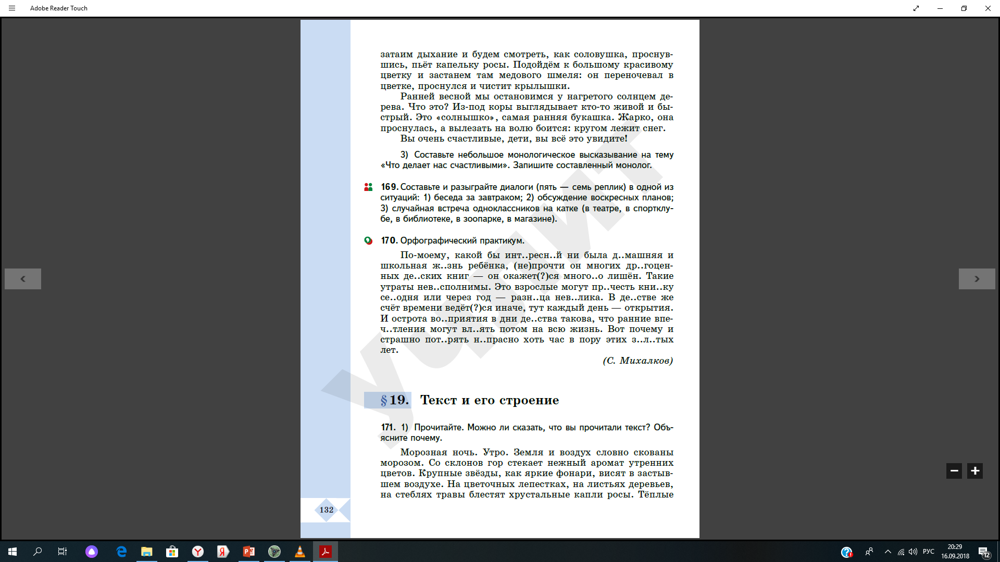 Adobe Reader Touch
затаим дыхание и будем смотреть, как соловушка, проснув-
шись, пьёт капельку росы. Подойдём к большому красивому
цветку и застанем там медового шмеля: он переночевал в
цветке, проснулся и чистит крылышки.
Ранней весной мы остановимся у нагретого солнцем де-
рева. Что это? Из-под коры выглядывает кто-то живой и бы-
стрый. Это «солнышко», самая ранняя букашка. Жарко, она
проснулась, а вылезать на волю боится: кругом лежит снег.
Вы очень счастливые, дети, вы всё это увидите!
3) Составьте небольшое монологическое высказывание на тему
«Что делает нас счастливыми». Запишите составленный монолог.
169. Составьте и разыграйте диалоги (пять — семь реплик) в одной из
ситуаций: 1) беседа за завтраком; 2) обсуждение воскресных планов;
3) случайная встреча одноклассников на катке (в театре, в спортклу-
бе, в библиотеке, в зоопарке, в магазине).
170. Орфографический практикум.
По-моему, какой бы инт..ресн..й ни была д..машняя и
школьная ж..знь ребёнка, (не)прочти он многих др..гоцен-
ных де..ских книг — он окажет(?)ся много..о лишён. Такие
утраты нев..сполнимы. Это взрослые могут пр..честь кни..ку
се..одня или через год — разн..ца нев..лика. В де..стве же
счёт времени ведёт(?)ся иначе, тут каждый день — открытия.
И острота во..приятия в дни де..ства такова, что ранние впе-
ч..тления могут вл..ять потом на всю жизнь. Вот почему и
страшно пот..рять н..прасно хоть час в пору этих з..л..тых
лет.
(С. Михалков)
§ 19. Текст и его строение
171. 1) Прочитайте. Можно ли сказать, что вы прочитали текст? Объ-
ясните почему.
Морозная ночь. Утро. Земля и воздух словно скованы
морозом. Со склонов гор стекает нежный аромат утренних
цветов. Крупные звёзды, как яркие фонари, висят в застыв-
шем воздухе. На цветочных лепестках, на листьях деревьев,
на стеблях травы блестят хрустальные капли росы. Тёплые
132
учлит
РУС
20:29
16.09.2018
12